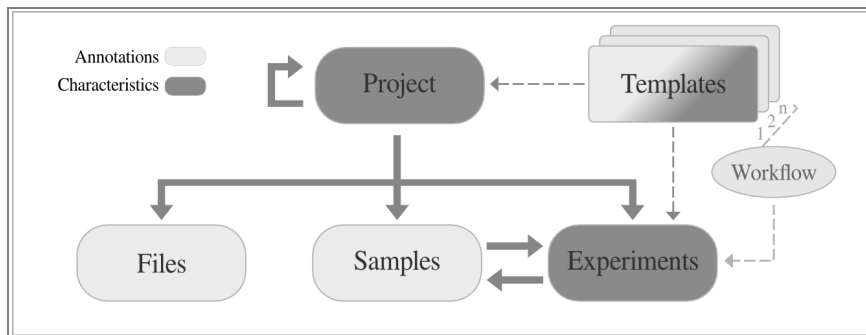 Annotations
Characteristics
Project
Templates
1 2 n
Workflow
Files
Samples
Experiments